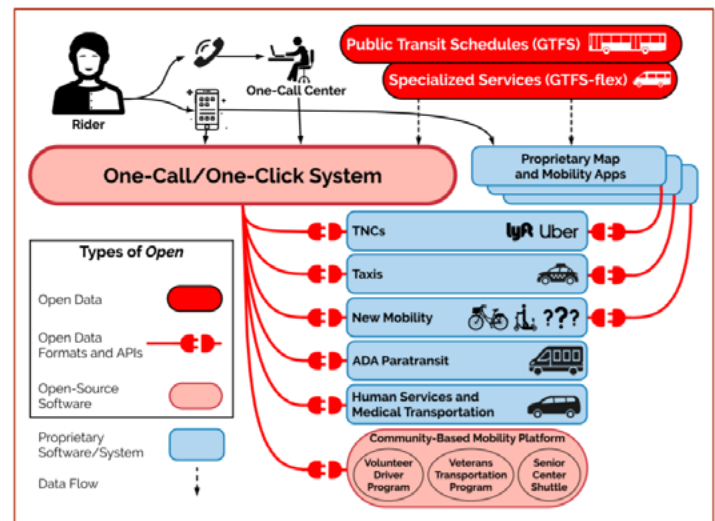 Public Transit Schedules (GTFS)
Specialized Services (GTFS-flex)
Rider
One-Call Center
One-Call/One-Click System
Proprietary Map
and Mobility Apps
TNCs
lyft Uber
Taxis
New Mobility
???
ADA Paratransit
Human Services and
Medical Transportation
Community-Based Mobility Platform
Volunteer
Driver
Program
Veterans
Transportation
Program
Senior
Center
Shuttle
Types of Open
Open Data
Open Data
Formats and APIs
Open-Source
Software
Proprietary
Software/System
Data Flow